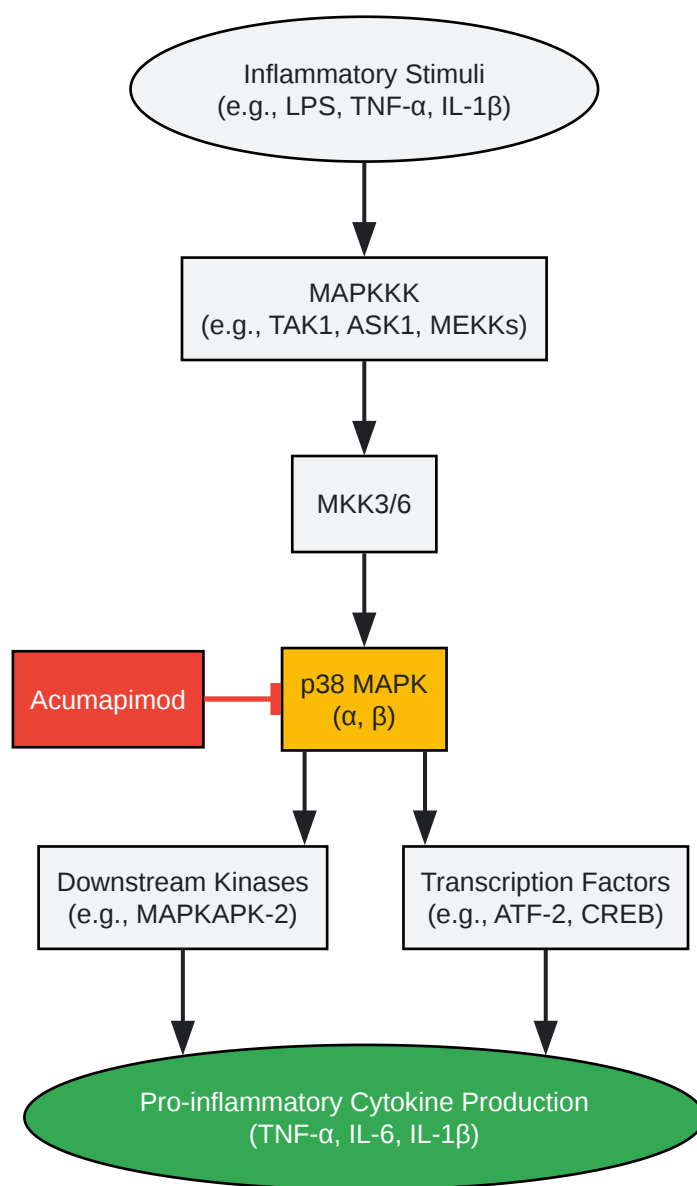 Inflammatory Stimuli
(e.g., LPS, TNF-α, IL-1β)
MAPKKK
(e.g., TAK1, ASK1, MEKKs)
MKK3/6
Acumapimod
p38 MAPK
(α, β)
Downstream Kinases
(e.g., MAPKAPK-2)
Transcription Factors
(e.g., ATF-2, CREB)
Pro-inflammatory Cytokine Production
(TNF-α, IL-6, IL-1β)